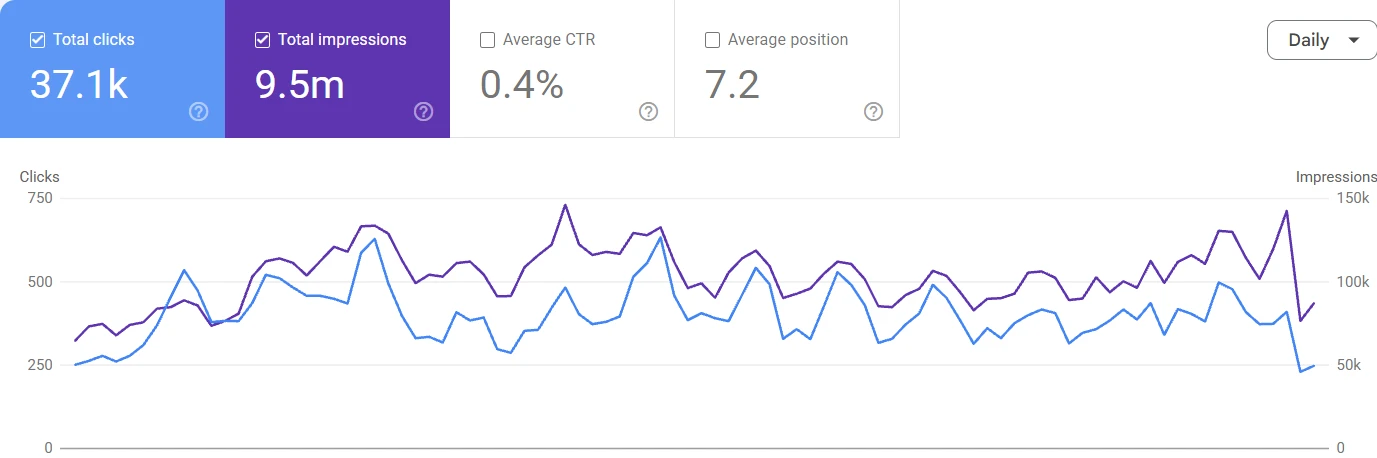 Total clicks
37.1k
Total impressions
9.5m
Average CTR
0.4%
Average position
7.2
Daily
Clicks
Impressions
750
150k
500
100k
250
50k
0
0